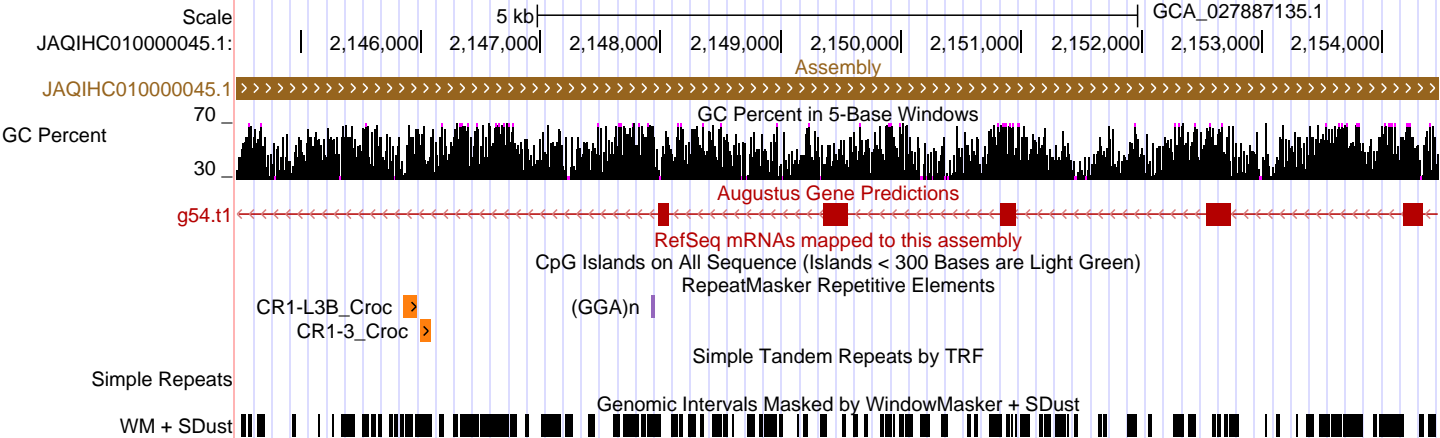 Scale 5 kb GCA_027887135.1
JAQIHC010000045.1: 2,146,000 2,147,000 2,148,000 2,149,000 2,150,000 2,151,000 2,152,000 2,153,000 2,154,000
Assembly
JAQIHC010000045.1
GC Percent in 5-Base Windows
70 _
GC Percent
30 _
Augustus Gene Predictions
g54.t1
RefSeq mRNAs mapped to this assembly
CpG Islands on All Sequence (Islands < 300 Bases are Light Green)
RepeatMasker Repetitive Elements
CR1-L3B_Croc (GGA)n
CR1-3_Croc
Simple Tandem Repeats by TRF
Simple Repeats
Genomic Intervals Masked by WindowMasker + SDust
WM + SDust